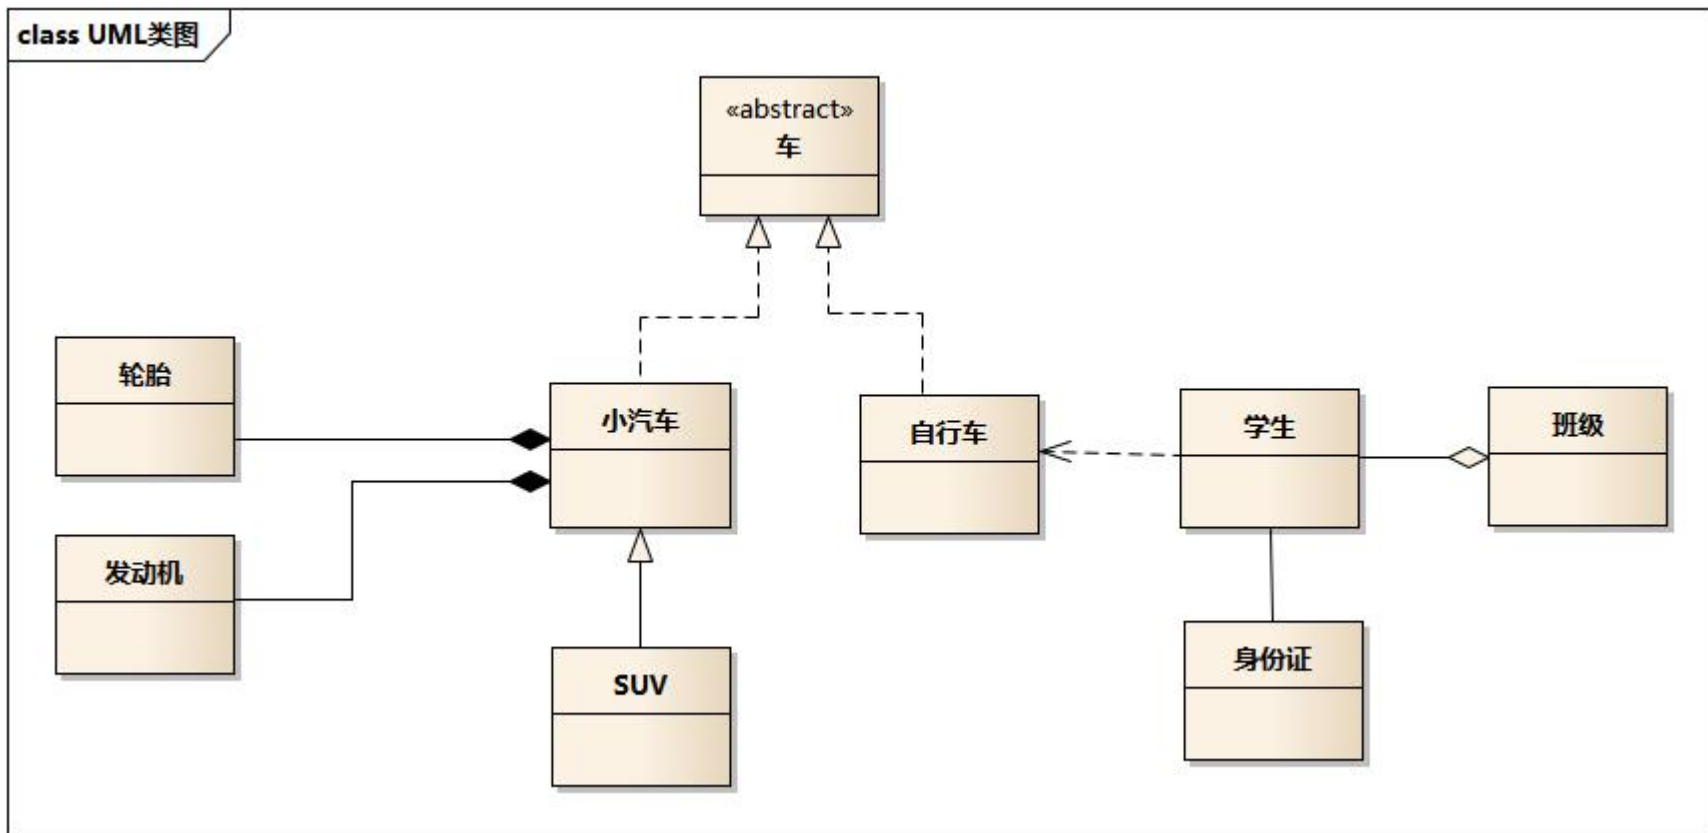 class UML类图
«abstract»
车
轮胎
小汽车
自行车
学生
班级
发动机
SUV
身份证